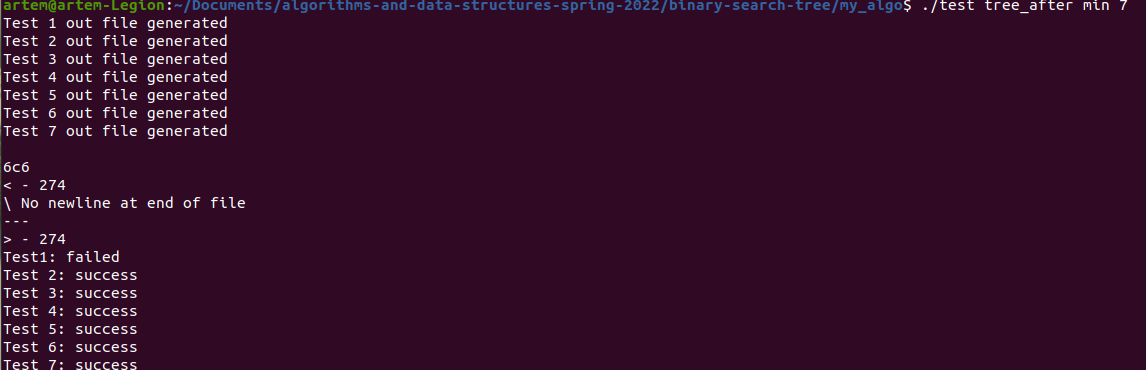 artem@artem-Legion:~/Documents/algorithms-and-data-structures-spring-2022/binary-search-tree/my_algo$ ./test tree_after min 7
Test 1 out file generated
Test 2 out file generated
Test 3 out file generated
Test 4 out file generated
Test 5 out file generated
Test 6 out file generated
Test 7 out file generated
6c6
< - 274
\ No newline at end of file
---
> - 274
Test1: failed
Test 2: success
Test 3: success
Test 4: success
Test 5: success
Test 6: success
Test 7: success